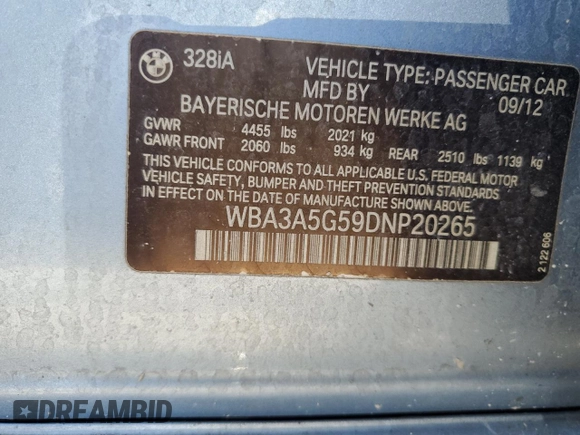 328iA
VEHICLE TYPE: PASSENGER CAR
MFD BY 09/12
BAYERISCHE MOTOREN WERKE AG
GVWR 4455 lbs 2021 kg
GAWR FRONT 2060 lbs 934 kg REAR 2510 lbs 1139 kg
THIS VEHICLE CONFORMS TO ALL APPLICABLE U.S. FEDERAL MOTOR
VEHICLE SAFETY, BUMPER AND THEFT PREVENTION STANDARDS IN
EFFECT ON THE DATE OF MANUFACTURE SHOWN ABOVE.
WBA3A5G59DNP20265
2 122 606
DREAMBID